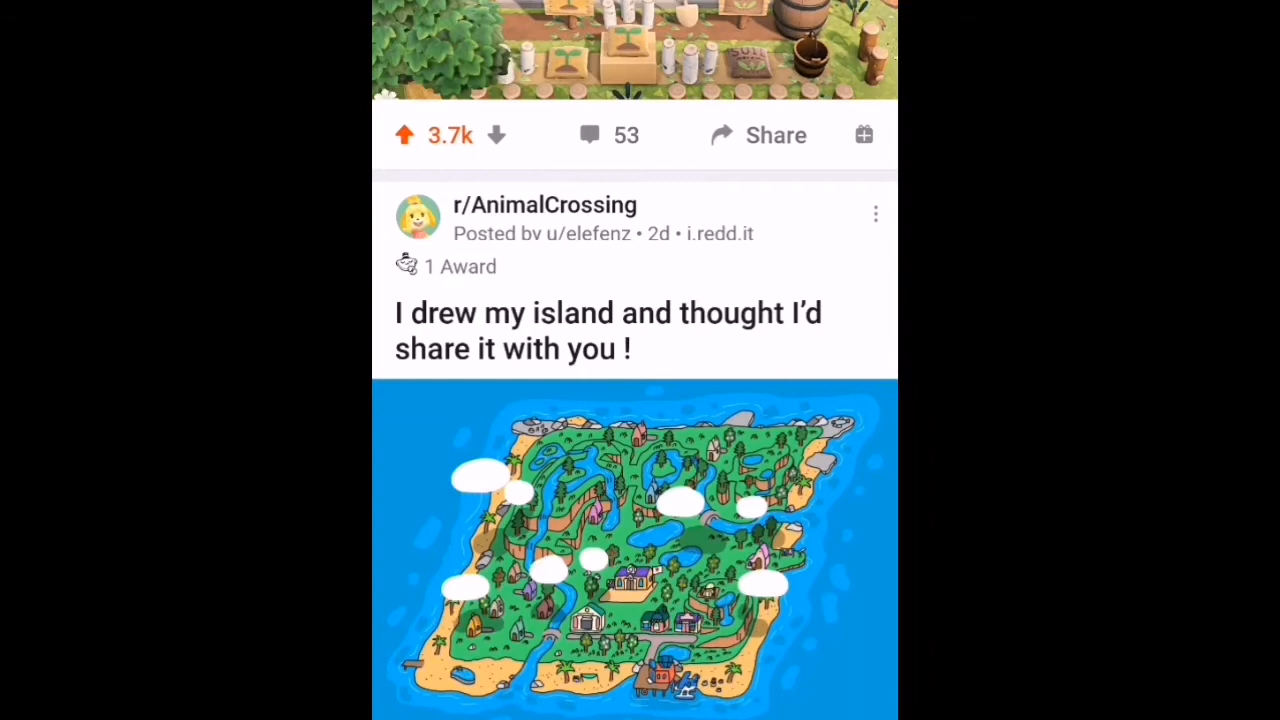 3.7k 53 Share
r/AnimalCrossing
Posted by u/elefenz • 2d • i.redd.it
1 Award
I drew my island and thought I’d
share it with you !